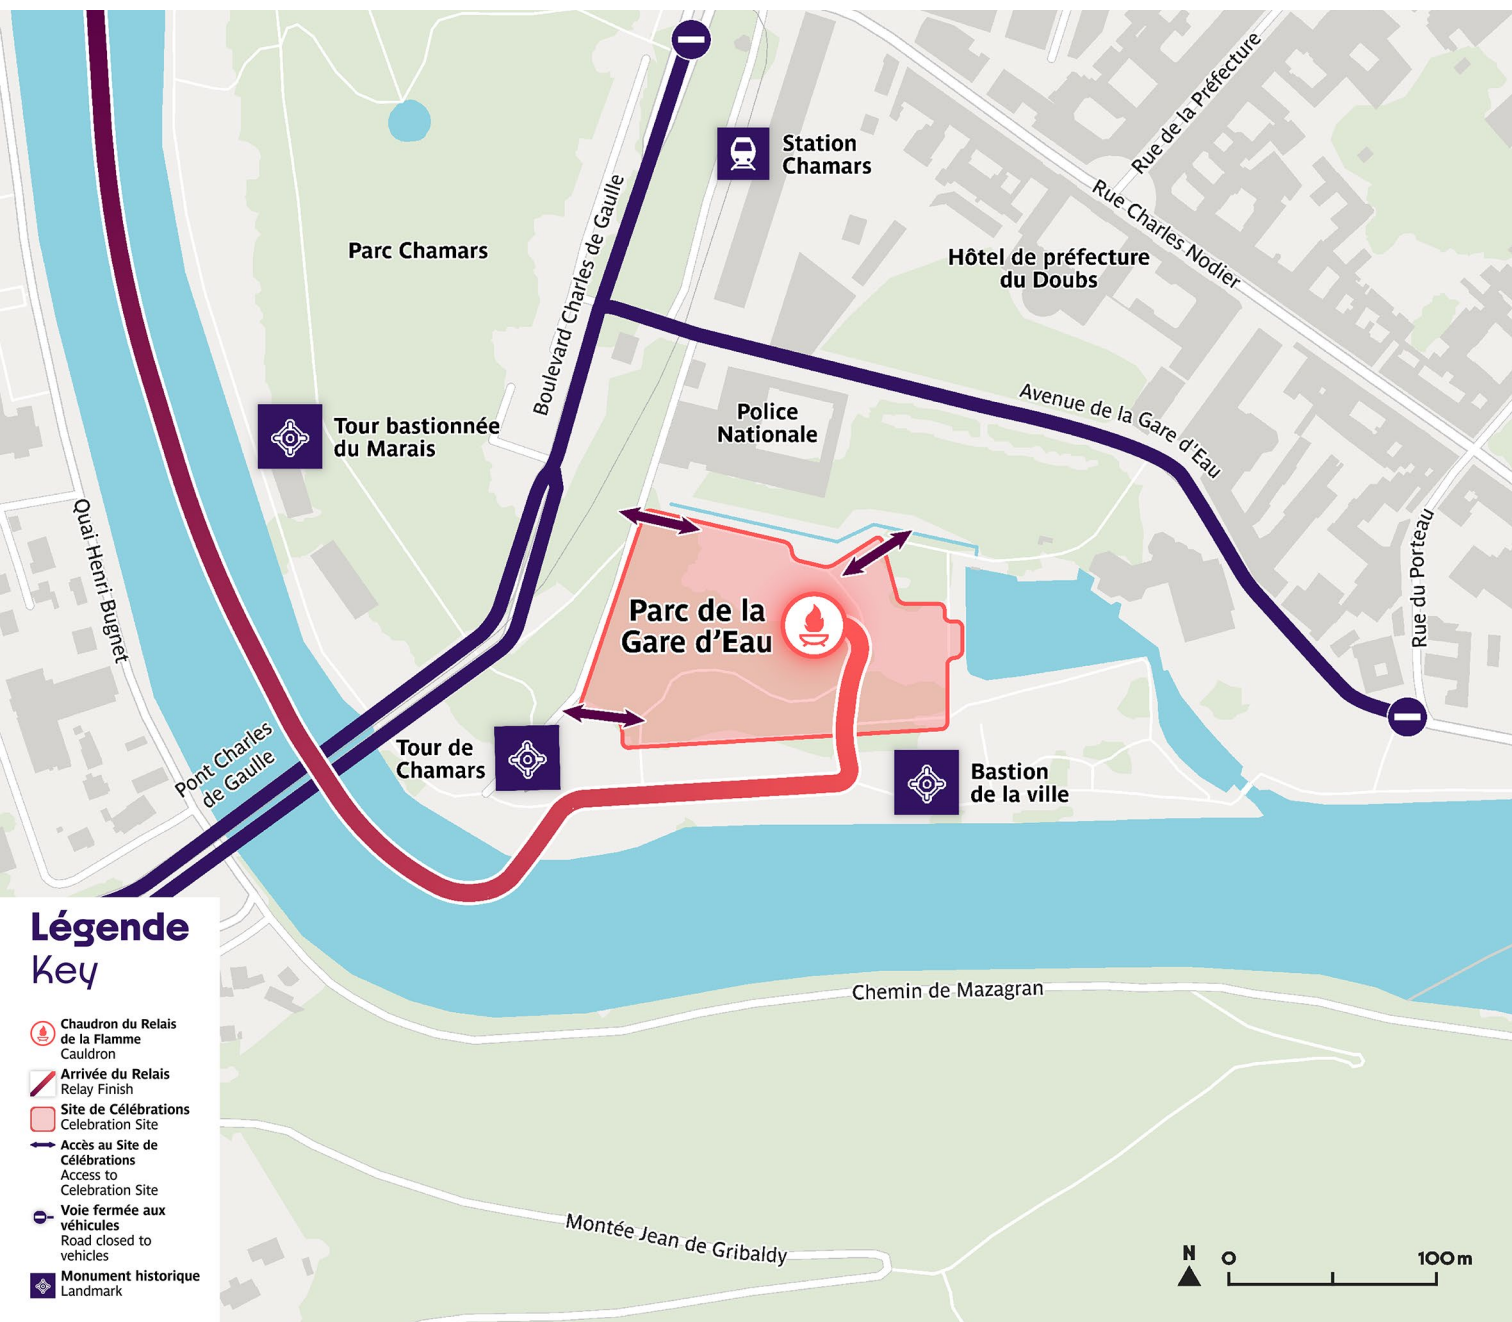 Station
Chamars
Rue de la Préfecture
Rue Charles Nodier
Parc Chamars
Boulevard Charles de Gaulle
Hôtel de préfecture
du Doubs
Tour bastionnée
du Marais
Police
Nationale
Avenue de la Gare d'Eau
Quai Henri Bugnet
Rue du Porteau
Parc de la
Gare d'Eau
Pont Charles
de Gaulle
Tour de
Chamars
Bastion
de la ville
Chemin de Mazagran
Montée Jean de Gribaldy
Légende
Key
Chaudron du Relais
de la Flamme
Cauldron
Arrivée du Relais
Relay Finish
Site de Célébrations
Celebration Site
Accès au Site de
Célébrations
Access to
Celebration Site
Voie fermée aux
véhicules
Road closed to
vehicles
Monument historique
Landmark
N
0
100m